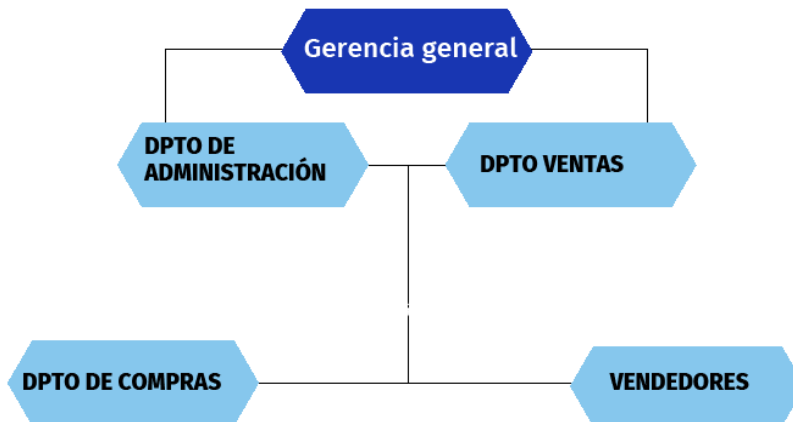 Gerencia general
DPTO DE
ADMINISTRACIÓN
DPTO VENTAS
DPTO DE COMPRAS
VENDEDORES